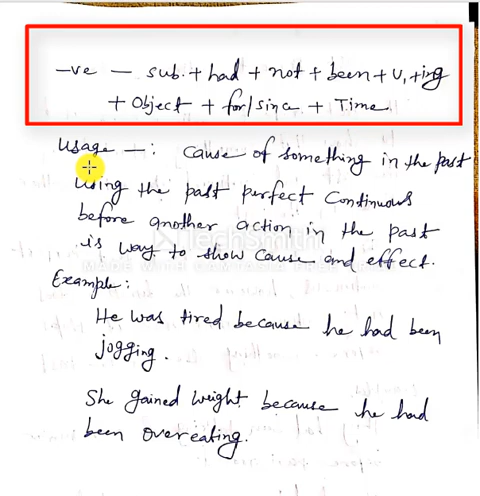 -ve - sub. + had + not + been + V1 + ing
+ Object + for/since + Time
Usage -: Cause of something in the past
Using the past perfect continuous
before another action in the past
is way to show cause and effect.
Example:
He was tired because he had been
jogging.
She gained weight because he had
been overeating.